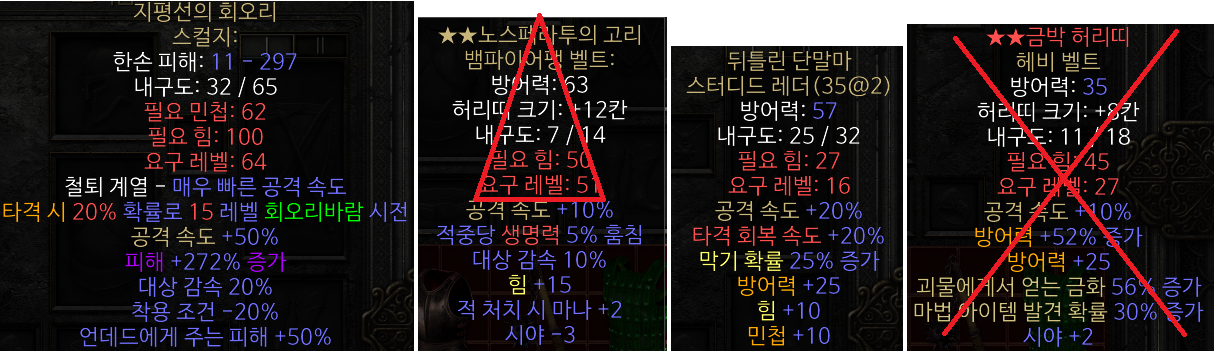 지평선의 회오리
스컬지:
한손 피해: 11 - 297
내구도: 32 / 65
필요 민첩: 62
필요 힘: 100
요구 레벨: 64
철퇴 계열 - 매우 빠른 공격 속도
타격 시 20% 확률로 15 레벨 회오리바람 시전
공격 속도 +50%
피해 +272% 증가
대상 감속 20%
착용 조건 -20%
언데드에게 주는 피해 +50%
★★노스페라투의 고리
뱀파이어팽 벨트:
방어력: 63
허리띠 크기: +12칸
내구도: 7 / 14
필요 힘: 50
요구 레벨: 51
공격 속도 +10%
적중당 생명력 5% 훔침
대상 감속 10%
힘 +15
적 처치 시 마나 +2
시야 -3
뒤틀린 단말마
스터디드 레더(35@2)
방어력: 57
내구도: 25 / 32
필요 힘: 27
요구 레벨: 16
공격 속도 +20%
타격 회복 속도 +20%
막기 확률 25% 증가
방어력 +25
힘 +10
민첩 +10
★★금박 허리띠
헤비 벨트
방어력: 35
허리띠 크기: +8칸
내구도: 11 / 18
필요 힘: 45
요구 레벨: 27
공격 속도 +10%
방어력 +52% 증가
방어력 +25
괴물에게서 얻는 금화 56% 증가
마법 아이템 발견 확률 30% 증가
시야 +2